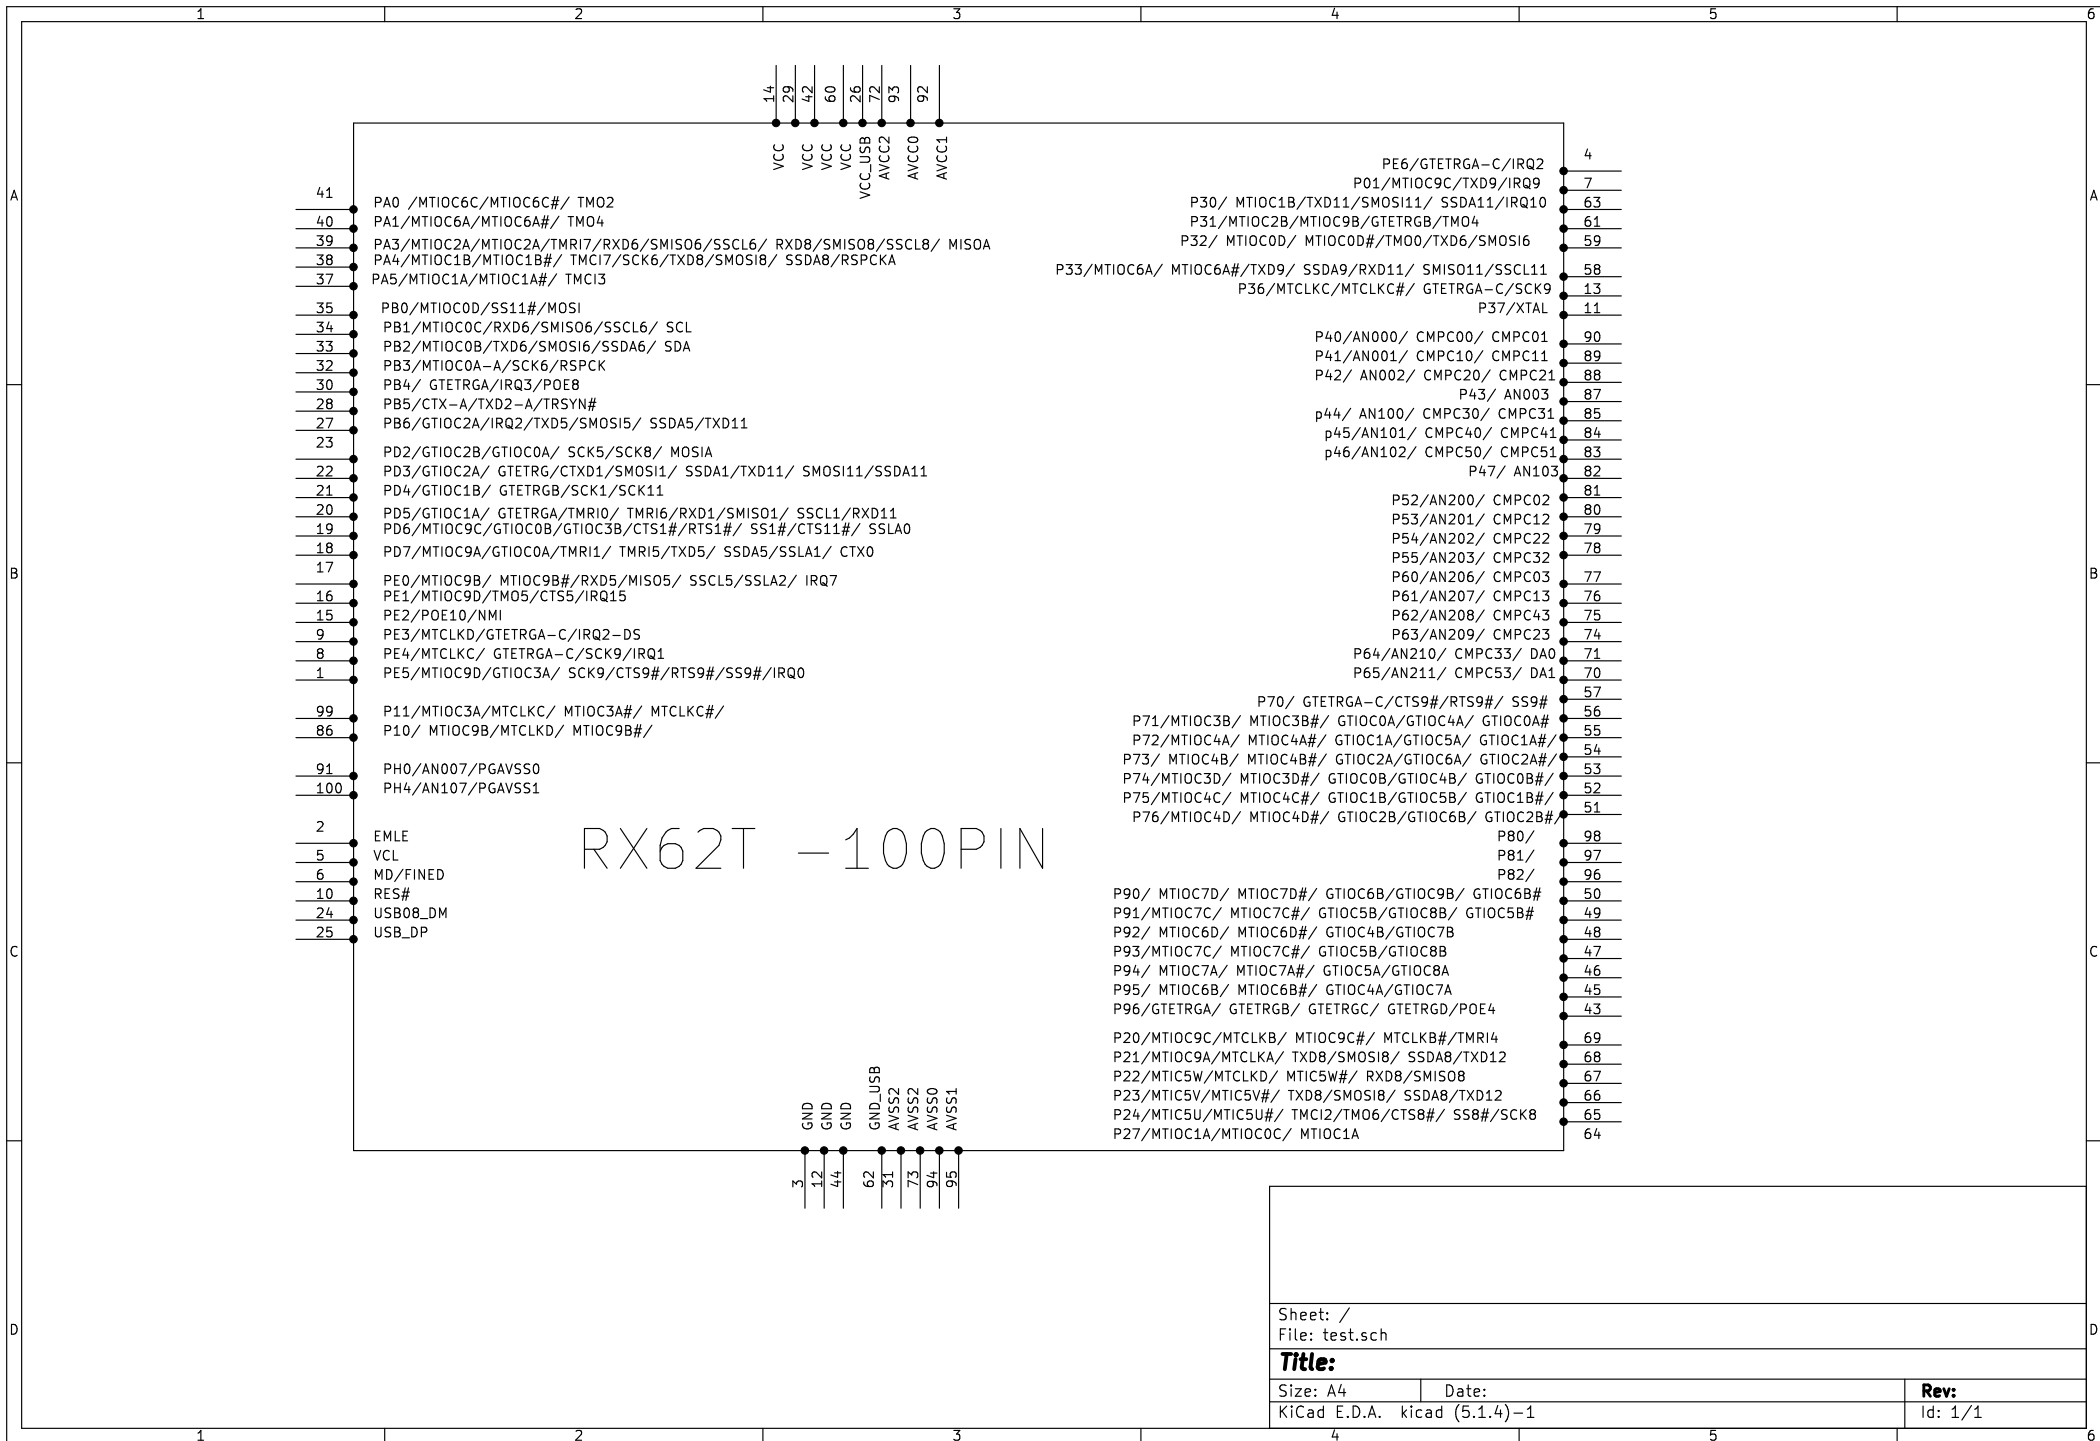 1 2 3 4 5 6
14 29 42 60 26 72 93 92
VCC VCC VCC VCC VCC_USB AVCC2 AVCC0 AVCC1
A A
41 PA0 /MTIOC6C/MTIOC6C#/ TMO2
40 PA1/MTIOC6A/MTIOC6A#/ TMO4
39 PA3/MTIOC2A/MTIOC2A/TMRI7/RXD6/SMISO6/SSCL6/ RXD8/SMISO8/SSCL8/ MISOA
38 PA4/MTIOC1B/MTIOC1B#/ TMCI7/SCK6/TXD8/SMOSI8/ SSDA8/RSPCKA
37 PA5/MTIOC1A/MTIOC1A#/ TMCI3
35 PB0/MTIOC0D/SS11#/MOSI
34 PB1/MTIOC0C/RXD6/SMISO6/SSCL6/ SCL
33 PB2/MTIOC0B/TXD6/SMOSI6/SSDA6/ SDA
32 PB3/MTIOC0A-A/SCK6/RSPCK
30 PB4/ GTETRGA/IRQ3/POE8
28 PB5/CTX-A/TXD2-A/TRSYN#
27 PB6/GTIOC2A/IRQ2/TXD5/SMOSI5/ SSDA5/TXD11
23 PD2/GTIOC2B/GTIOC0A/ SCK5/SCK8/ MOSIA
22 PD3/GTIOC2A/ GTETRG/CTXD1/SMOSI1/ SSDA1/TXD11/ SMOSI11/SSDA11
21 PD4/GTIOC1B/ GTETRGB/SCK1/SCK11
20 PD5/GTIOC1A/ GTETRGA/TMRI0/ TMRI6/RXD1/SMISO1/ SSCL1/RXD11
19 PD6/MTIOC9C/GTIOC0B/GTIOC3B/CTS1#/RTS1#/ SS1#/CTS11#/ SSLA0
18 PD7/MTIOC9A/GTIOC0A/TMRI1/ TMRI5/TXD5/ SSDA5/SSLA1/ CTX0
B B
17 PE0/MTIOC9B/ MTIOC9B#/RXD5/MISO5/ SSCL5/SSLA2/ IRQ7
16 PE1/MTIOC9D/TMO5/CTS5/IRQ15
15 PE2/POE10/NMI
9 PE3/MTCLKD/GTETRGA-C/IRQ2-DS
8 PE4/MTCLKC/ GTETRGA-C/SCK9/IRQ1
1 PE5/MTIOC9D/GTIOC3A/ SCK9/CTS9#/RTS9#/SS9#/IRQ0
99 P11/MTIOC3A/MTCLKC/ MTIOC3A#/ MTCLKC#/
86 P10/ MTIOC9B/MTCLKD/ MTIOC9B#/
91 PH0/AN007/PGAVSS0
100 PH4/AN107/PGAVSS1
2 EMLE
5 VCL
6 MD/FINED
10 RES#
24 USB08_DM
25 USB_DP
RX62T -100PIN
PE6/GTETRGA-C/IRQ2 4
P01/MTIOC9C/TXD9/IRQ9 7
P30/ MTIOC1B/TXD11/SMOSI11/ SSDA11/IRQ10 63
P31/MTIOC2B/MTIOC9B/GTETRGB/TMO4 61
P32/ MTIOC0D/ MTIOC0D#/TMO0/TXD6/SMOSI6 59
P33/MTIOC6A/ MTIOC6A#/TXD9/ SSDA9/RXD11/ SMISO11/SSCL11 58
P36/MTCLKC/MTCLKC#/ GTETRGA-C/SCK9 13
P37/XTAL 11
P40/AN000/ CMPC00/ CMPC01 90
P41/AN001/ CMPC10/ CMPC11 89
P42/ AN002/ CMPC20/ CMPC21 88
P43/ AN003 87
p44/ AN100/ CMPC30/ CMPC31 85
p45/AN101/ CMPC40/ CMPC41 84
p46/AN102/ CMPC50/ CMPC51 83
P47/ AN103 82
P52/AN200/ CMPC02 81
P53/AN201/ CMPC12 80
P54/AN202/ CMPC22 79
P55/AN203/ CMPC32 78
P60/AN206/ CMPC03 77
P61/AN207/ CMPC13 76
P62/AN208/ CMPC43 75
P63/AN209/ CMPC23 74
P64/AN210/ CMPC33/ DA0 71
P65/AN211/ CMPC53/ DA1 70
P70/ GTETRGA-C/CTS9#/RTS9#/ SS9# 57
P71/MTIOC3B/ MTIOC3B#/ GTIOC0A/GTIOC4A/ GTIOC0A# 56
P72/MTIOC4A/ MTIOC4A#/ GTIOC1A/GTIOC5A/ GTIOC1A#/ 55
P73/ MTIOC4B/ MTIOC4B#/ GTIOC2A/GTIOC6A/ GTIOC2A#/ 54
P74/MTIOC3D/ MTIOC3D#/ GTIOC0B/GTIOC4B/ GTIOC0B#/ 53
P75/MTIOC4C/ MTIOC4C#/ GTIOC1B/GTIOC5B/ GTIOC1B#/ 52
P76/MTIOC4D/ MTIOC4D#/ GTIOC2B/GTIOC6B/ GTIOC2B#/ 51
P80/ 98
P81/ 97
P82/ 96
P90/ MTIOC7D/ MTIOC7D#/ GTIOC6B/GTIOC9B/ GTIOC6B# 50
P91/MTIOC7C/ MTIOC7C#/ GTIOC5B/GTIOC8B/ GTIOC5B# 49
P92/ MTIOC6D/ MTIOC6D#/ GTIOC4B/GTIOC7B 48
P93/MTIOC7C/ MTIOC7C#/ GTIOC5B/GTIOC8B 47
P94/ MTIOC7A/ MTIOC7A#/ GTIOC5A/GTIOC8A 46
P95/ MTIOC6B/ MTIOC6B#/ GTIOC4A/GTIOC7A 45
P96/GTETRGA/ GTETRGB/ GTETRGC/ GTETRGD/POE4 43
P20/MTIOC9C/MTCLKB/ MTIOC9C#/ MTCLKB#/TMRI4 69
P21/MTIOC9A/MTCLKA/ TXD8/SMOSI8/ SSDA8/TXD12 68
P22/MTIC5W/MTCLKD/ MTIC5W#/ RXD8/SMISO8 67
P23/MTIC5V/MTIC5V#/ TXD8/SMOSI8/ SSDA8/TXD12 66
P24/MTIC5U/MTIC5U#/ TMCI2/TMO6/CTS8#/ SS8#/SCK8 65
P27/MTIOC1A/MTIOC0C/ MTIOC1A 64
C C
GND GND GND GND_USB AVSS2 AVSS2 AVSS0 AVSS1
3 12 44 62 31 73 94 95
D D
Sheet: /
File: test.sch
Title:
Size: A4 Date: Rev:
KiCad E.D.A. kicad (5.1.4)-1 Id: 1/1
1 2 3 4 5 6